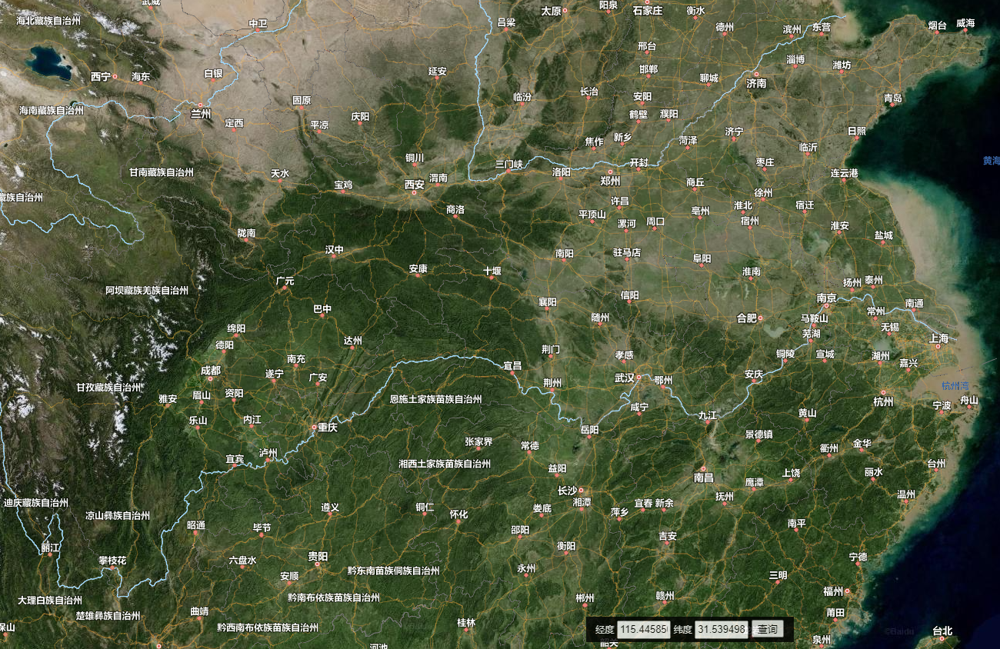 武威
海北藏族自治州
中卫
吕梁
太原
阳泉
石家庄
衡水
德州
滨州
东营
烟台
威海
西宁
海东
白银
延安
邢台
邯郸
聊城
淄博
潍坊
济南
海南藏族自治州
兰州
定西
固原
平凉
庆阳
临汾
长治
安阳
鹤壁
濮阳
青岛
铜川
焦作
新乡
菏泽
济宁
临沂
日照
枣庄
甘南藏族自治州
天水
宝鸡
西安
渭南
三门峡
洛阳
郑州
开封
商丘
连云港
黄海
藏族自治州
商洛
平顶山
许昌
漯河
周口
亳州
徐州
淮北
宿州
宿迁
淮安
盐城
陇南
汉中
安康
十堰
南阳
驻马店
阜阳
淮南
广元
阿坝藏族羌族自治州
襄阳
信阳
随州
合肥
南京
扬州
泰州
南通
巴中
马鞍山
芜湖
常州
无锡
上海
绵阳
德阳
达州
荆门
孝感
铜陵
宣城
湖州
嘉兴
成都
南充
遂宁
广安
宜昌
荆州
武汉
鄂州
安庆
甘孜藏族自治州
雅安
眉山
资阳
恩施土家族苗族自治州
咸宁
杭州湾
杭州
宁波
舟山
乐山
内江
重庆
岳阳
九江
黄山
景德镇
张家界
常德
衢州
金华
宜宾
泸州
湘西土家族苗族自治州
益阳
南昌
上饶
鹰潭
丽水
台州
长沙
湘潭
迪庆藏族自治州
凉山彝族自治州
遵义
铜仁
怀化
娄底
萍乡
宜春
新余
抚州
温州
昭通
毕节
邵阳
吉安
南平
丽江
攀枝花
六盘水
贵阳
安顺
黔东南苗族侗族自治州
衡阳
永州
宁德
三明
大理白族自治州
楚雄彝族自治州
黔南布依族苗族自治州
郴州
赣州
福州
曲靖
黔西南布依族苗族自治州
桂林
莆田
保山
河池
经度 115.445850 纬度 31.539498 查询
韶关
泉州
©Baidu
台北